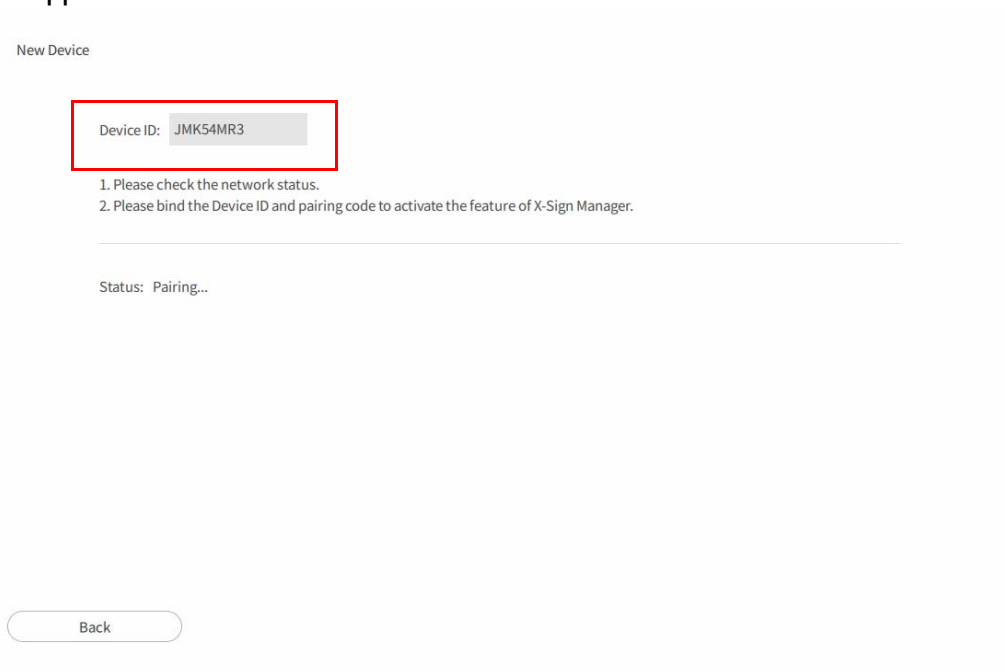 New Device
Device ID: JMK54MR3
1. Please check the network status.
2. Please bind the Device ID and pairing code to activate the feature of X-Sign Manager.
Status: Pairing...
Back